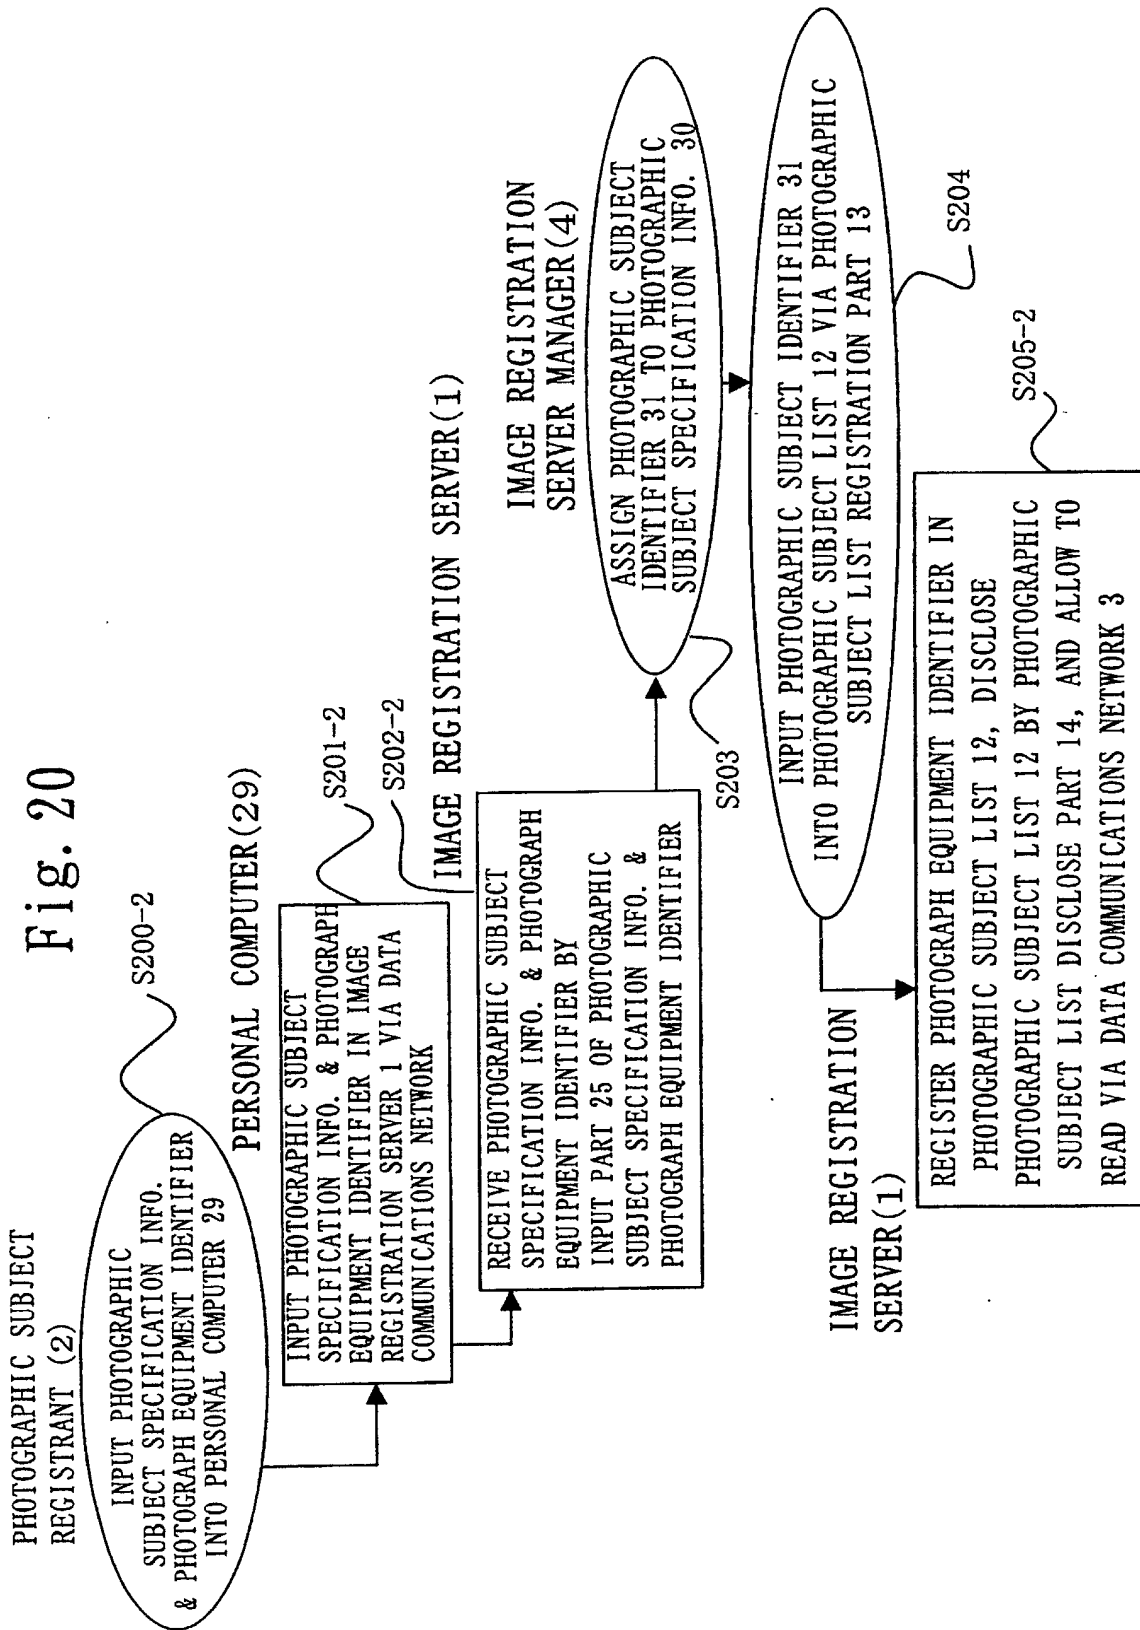 Fig. 20
PHOTOGRAPHIC SUBJECT
REGISTRANT (2)
INPUT PHOTOGRAPHIC
SUBJECT SPECIFICATION INFO.
& PHOTOGRAPH EQUIPMENT IDENTIFIER
INTO PERSONAL COMPUTER 29
S200-2
PERSONAL COMPUTER(29)
INPUT PHOTOGRAPHIC SUBJECT
SPECIFICATION INFO. & PHOTOGRAPH
EQUIPMENT IDENTIFIER IN IMAGE
REGISTRATION SERVER 1 VIA DATA
COMMUNICATIONS NETWORK
S201-2
S202-2
IMAGE REGISTRATION SERVER(1)
RECEIVE PHOTOGRAPHIC SUBJECT
SPECIFICATION INFO. & PHOTOGRAPH
EQUIPMENT IDENTIFIER BY
INPUT PART 25 OF PHOTOGRAPHIC
SUBJECT SPECIFICATION INFO. &
PHOTOGRAPH EQUIPMENT IDENTIFIER
IMAGE REGISTRATION
SERVER MANAGER(4)
ASSIGN PHOTOGRAPHIC SUBJECT
IDENTIFIER 31 TO PHOTOGRAPHIC
SUBJECT SPECIFICATION INFO. 30
S203
INPUT PHOTOGRAPHIC SUBJECT IDENTIFIER 31
INTO PHOTOGRAPHIC SUBJECT LIST 12 VIA PHOTOGRAPHIC
SUBJECT LIST REGISTRATION PART 13
S204
IMAGE REGISTRATION
SERVER(1)
REGISTER PHOTOGRAPH EQUIPMENT IDENTIFIER IN
PHOTOGRAPHIC SUBJECT LIST 12, DISCLOSE
PHOTOGRAPHIC SUBJECT LIST 12 BY PHOTOGRAPHIC
SUBJECT LIST DISCLOSE PART 14, AND ALLOW TO
READ VIA DATA COMMUNICATIONS NETWORK 3
S205-2